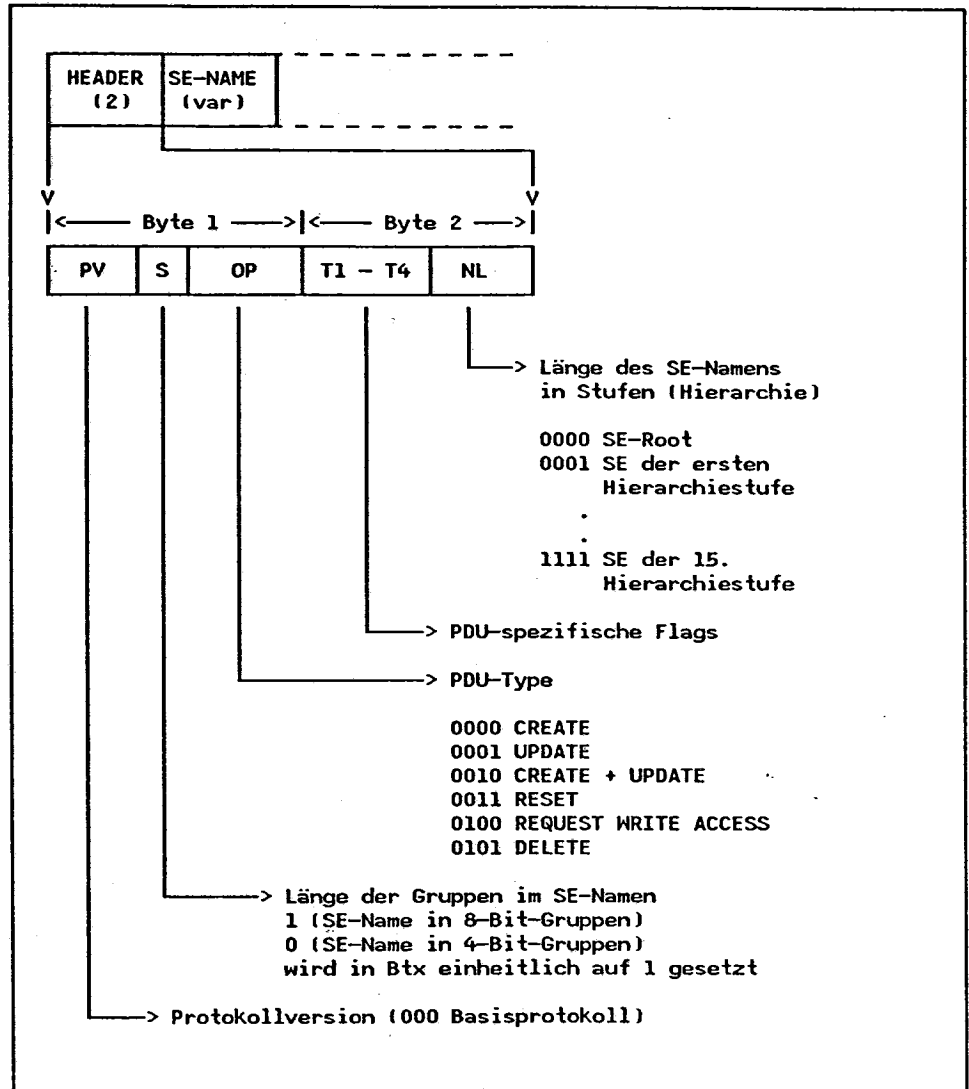 HEADER SE-NAME
(2) (var)
|<—— Byte 1 ——>|<—— Byte 2 ——>|
PV S OP T1 - T4 NL
> Länge des SE-Namens
in Stufen (Hierarchie)
0000 SE-Root
0001 SE der ersten
Hierarchiestufe
.
.
1111 SE der 15.
Hierarchiestufe
> PDU-spezifische Flags
> PDU-Type
0000 CREATE
0001 UPDATE
0010 CREATE + UPDATE
0011 RESET
0100 REQUEST WRITE ACCESS
0101 DELETE
> Länge der Gruppen im SE-Namen
1 (SE-Name in 8-Bit-Gruppen)
0 (SE-Name in 4-Bit-Gruppen)
wird in Btx einheitlich auf 1 gesetzt
> Protokollversion (000 Basisprotokoll)